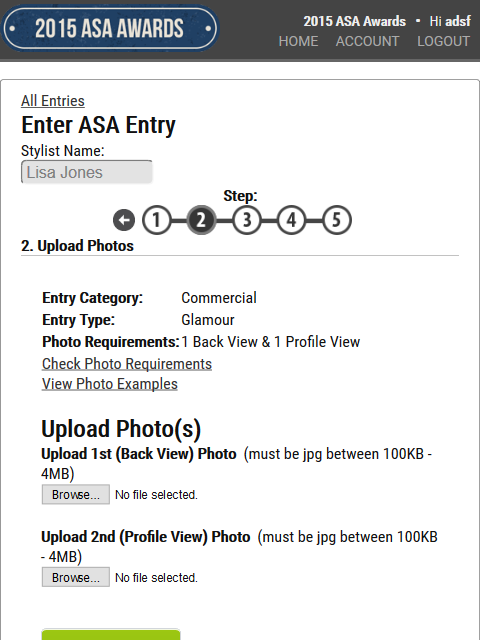 2015 ASA AWARDS
2015 ASA Awards • Hi adsf
HOME ACCOUNT LOGOUT
All Entries
Enter ASA Entry
Stylist Name:
Lisa Jones
Step:
1 2 3 4 5
2. Upload Photos
Entry Category: Commercial
Entry Type: Glamour
Photo Requirements: 1 Back View & 1 Profile View
Check Photo Requirements
View Photo Examples
Upload Photo(s)
Upload 1st (Back View) Photo (must be jpg between 100KB -
4MB)
Browse... No file selected.
Upload 2nd (Profile View) Photo (must be jpg between 100KB
- 4MB)
Browse... No file selected.